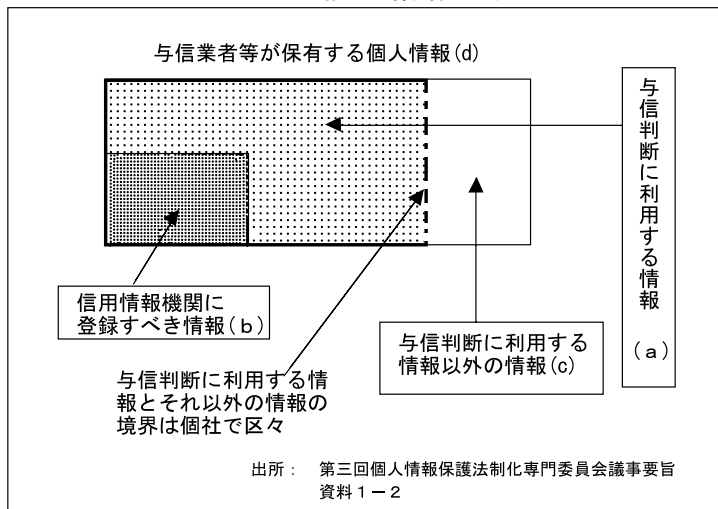 与信業者等が保有する個人情報(d)
与信判断に利用する情報(a)
信用情報機関に
登録すべき情報(b)
与信判断に利用する
情報以外の情報(c)
与信判断に利用する情
報とそれ以外の情報の
境界は個社で区々
出所: 第三回個人情報保護法制化専門委員会議事要旨
資料1-2